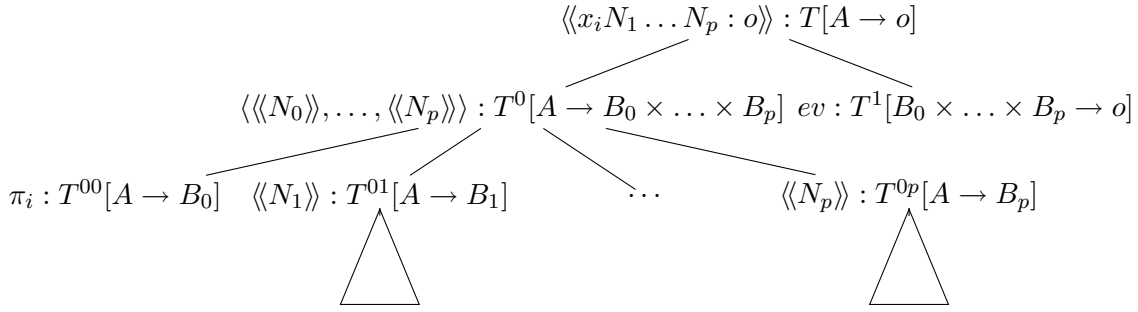 ⟪x_i N_1 … N_p : o⟫ : T[A → o]
⟨⟪N_0⟫, …, ⟪N_p⟫⟩ : T^0[A → B_0 × … × B_p] ev : T^1[B_0 × … × B_p → o]
π_i : T^{00}[A → B_0] ⟪N_1⟫ : T^{01}[A → B_1] … ⟪N_p⟫ : T^{0p}[A → B_p]